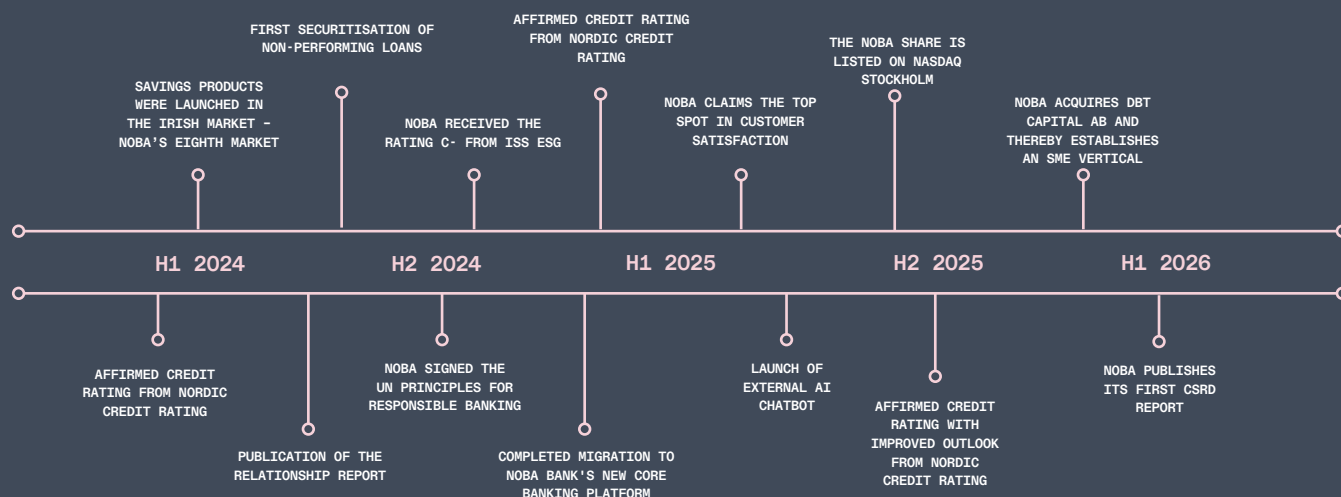 SAVINGS PRODUCTS
WERE LAUNCHED IN
THE IRISH MARKET –
NOBA'S EIGHTH MARKET
FIRST SECURITISATION OF
NON-PERFORMING LOANS
NOBA RECEIVED THE
RATING C- FROM ISS ESG
AFFIRMED CREDIT RATING
FROM NORDIC CREDIT
RATING
NOBA CLAIMS THE TOP
SPOT IN CUSTOMER
SATISFACTION
THE NOBA SHARE IS
LISTED ON NASDAQ
STOCKHOLM
NOBA ACQUIRES DBT
CAPITAL AB AND
THEREBY ESTABLISHES
AN SME VERTICAL
H1 2024
H2 2024
H1 2025
H2 2025
H1 2026
AFFIRMED CREDIT
RATING FROM NORDIC
CREDIT RATING
PUBLICATION OF THE
RELATIONSHIP REPORT
NOBA SIGNED THE
UN PRINCIPLES FOR
RESPONSIBLE BANKING
COMPLETED MIGRATION TO
NOBA BANK'S NEW CORE
BANKING PLATFORM
LAUNCH OF
EXTERNAL AI
CHATBOT
AFFIRMED CREDIT
RATING WITH
IMPROVED OUTLOOK
FROM NORDIC
CREDIT RATING
NOBA PUBLISHES
ITS FIRST CSRD
REPORT